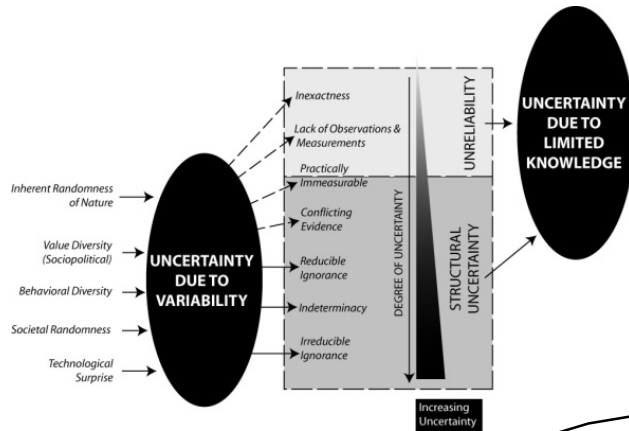 Inherent Randomness
of Nature
Value Diversity
(Sociopolitical)
Behavioral Diversity
Societal Randomness
Technological
Surprise
UNCERTAINTY
DUE TO
VARIABILITY
Inexactness
Lack of Observations &
Measurements
Practically
Immeasurable
Conflicting
Evidence
Reducible
Ignorance
Indeterminacy
Irreducible
Ignorance
DEGREE OF UNCERTAINTY
Increasing
Uncertainty
UNRELIABILITY
STRUCTURAL
UNCERTAINTY
UNCERTAINTY
DUE TO
LIMITED
KNOWLEDGE